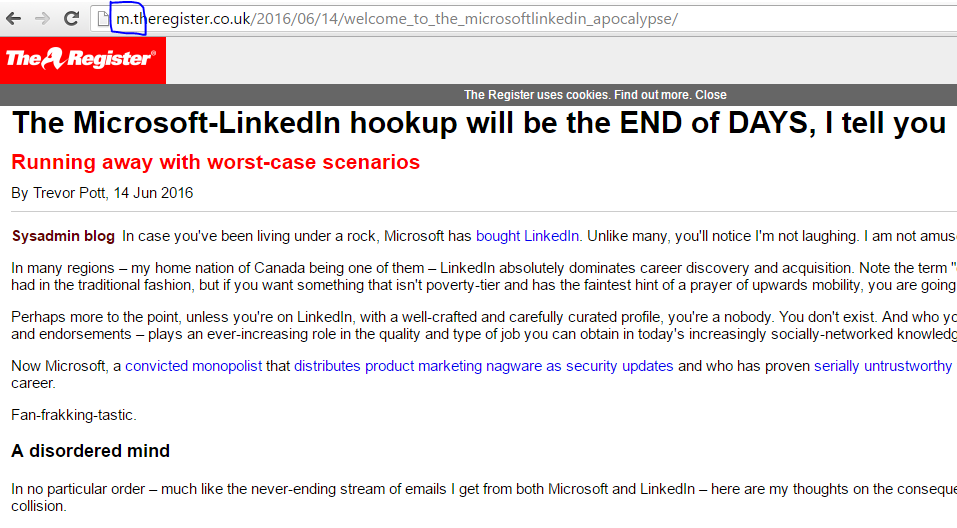 m.theregister.co.uk/2016/06/14/welcome_to_the_microsoftlinkedin_apocalypse/
The Register®
The Register uses cookies. Find out more. Close
The Microsoft-LinkedIn hookup will be the END of DAYS, I tell you
Running away with worst-case scenarios
By Trevor Pott, 14 Jun 2016
Sysadmin blog In case you've been living under a rock, Microsoft has bought LinkedIn. Unlike many, you'll notice I'm not laughing. I am not amus
In many regions – my home nation of Canada being one of them – LinkedIn absolutely dominates career discovery and acquisition. Note the term "
had in the traditional fashion, but if you want something that isn't poverty-tier and has the faintest hint of a prayer of upwards mobility, you are going
Perhaps more to the point, unless you're on LinkedIn, with a well-crafted and carefully curated profile, you're a nobody. You don't exist. And who yo
and endorsements – plays an ever-increasing role in the quality and type of job you can obtain in today's increasingly socially-networked knowledg
Now Microsoft, a convicted monopolist that distributes product marketing nagware as security updates and who has proven serially untrustworthy
career.
Fan-frakking-tastic.
A disordered mind
In no particular order – much like the never-ending stream of emails I get from both Microsoft and LinkedIn – here are my thoughts on the conseque
collision.